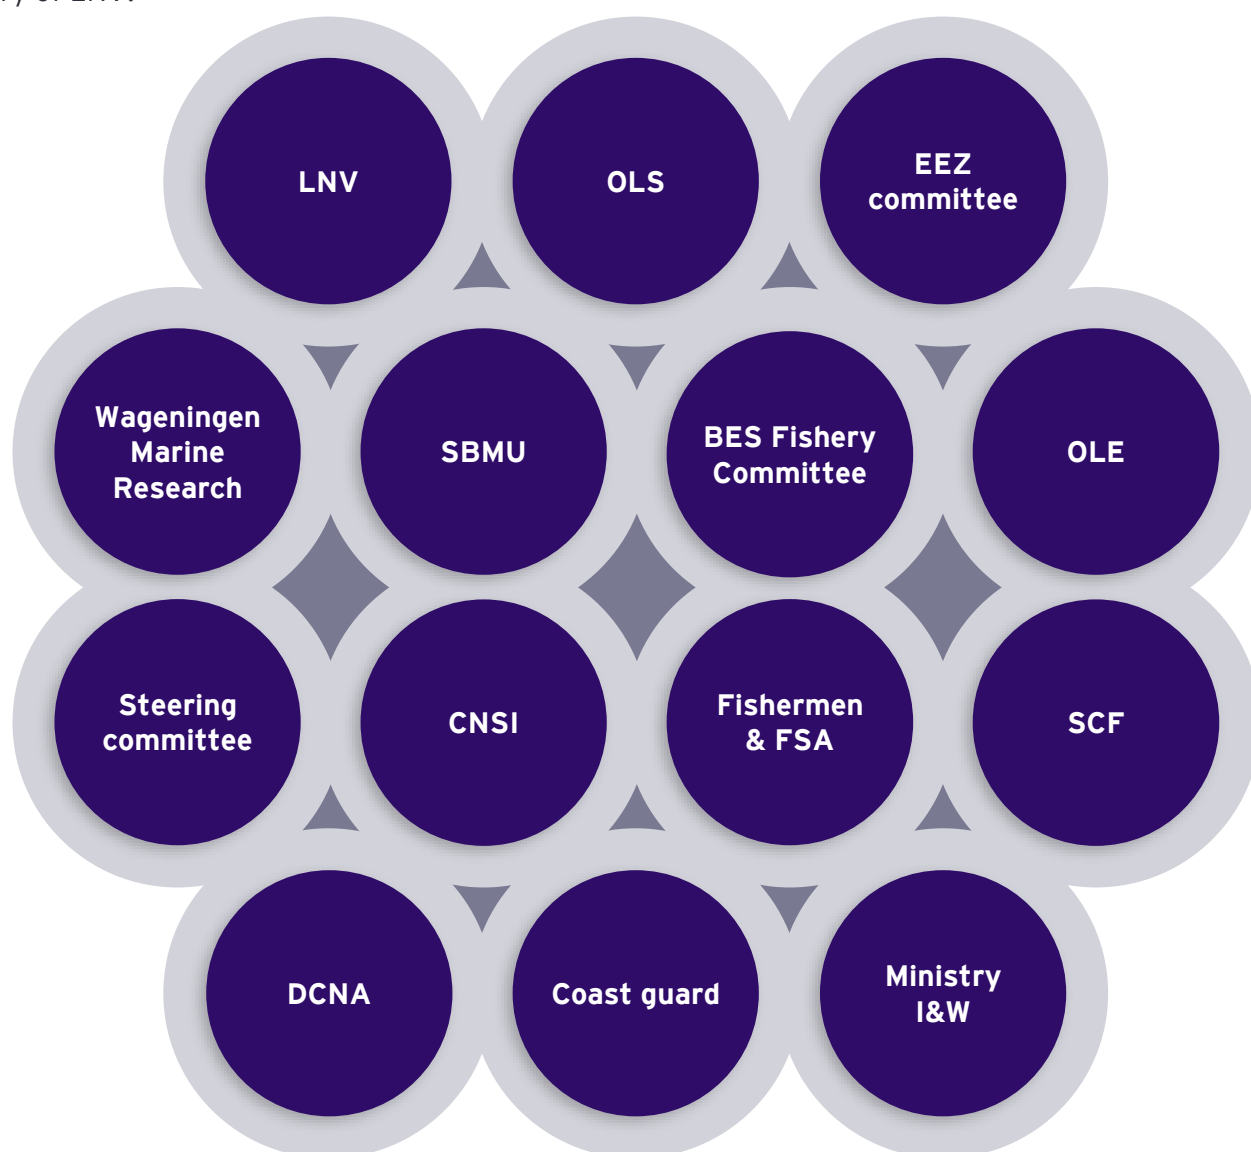 LNV
OLS
EEZ
committee
Wageningen
Marine
Research
SBMU
BES Fishery
Committee
OLE
Steering
committee
CNSI
Fishermen
& FSA
SCF
DCNA
Coast guard
Ministry
I&W